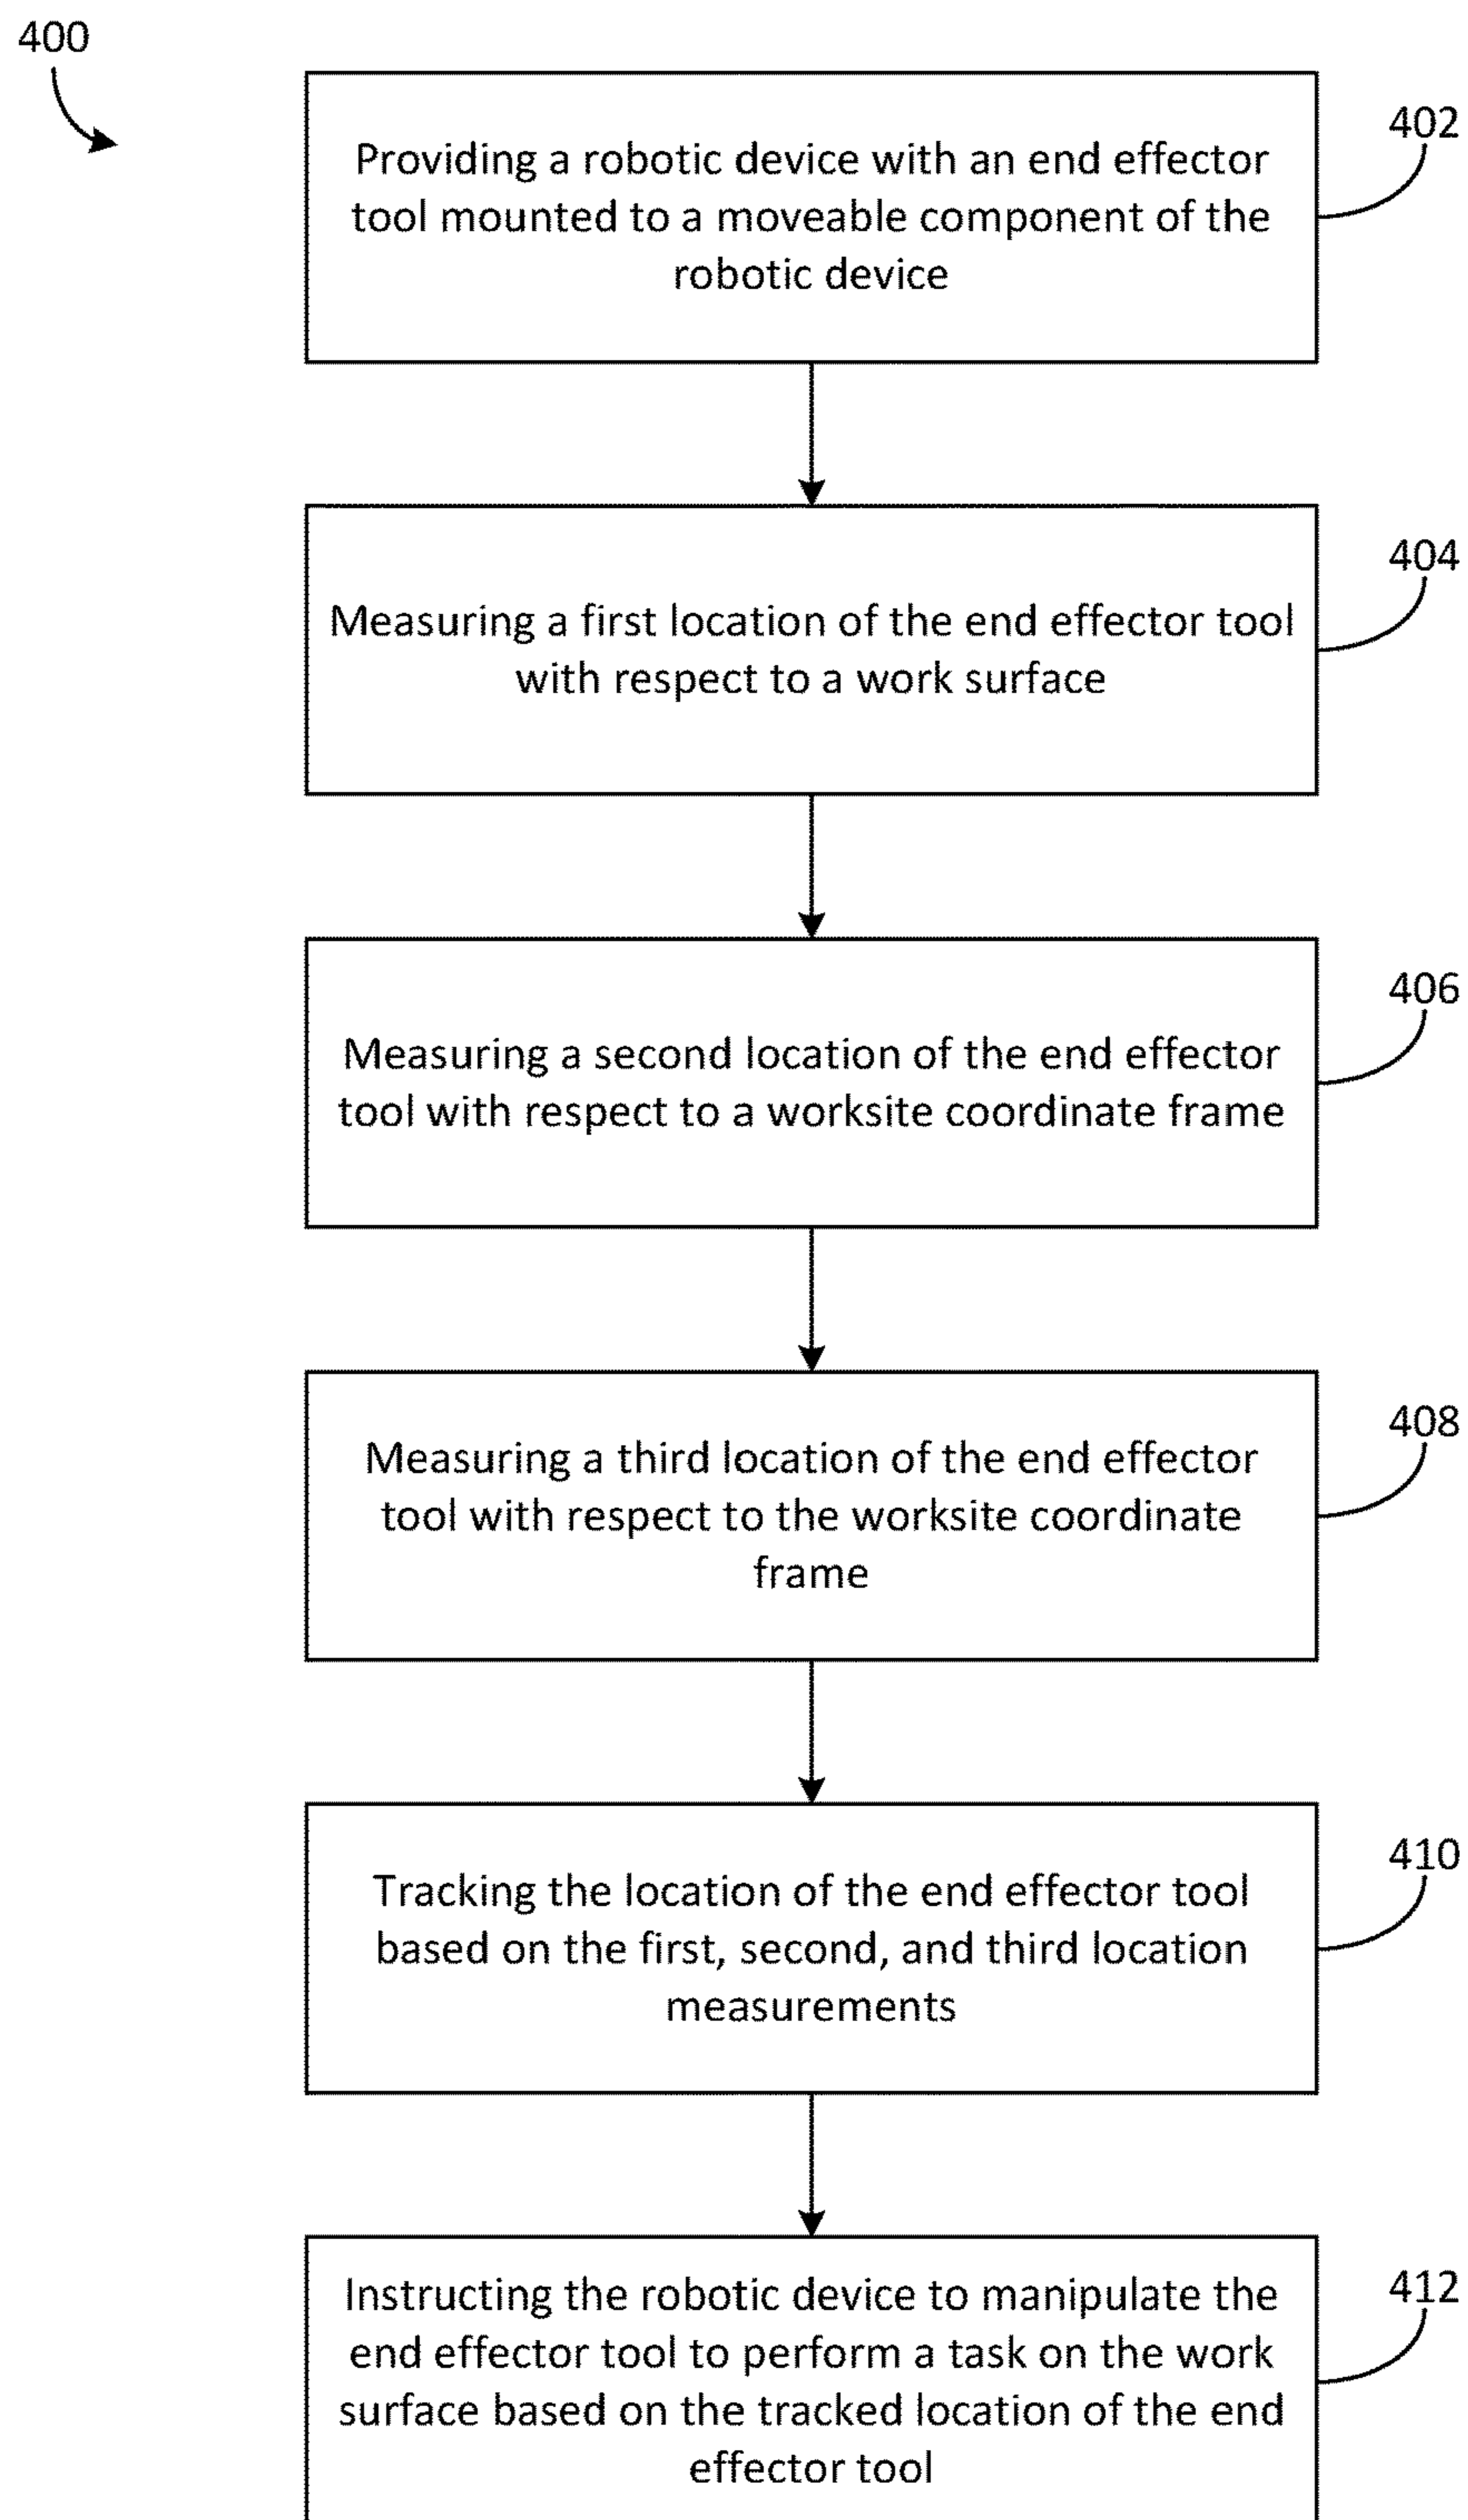 400
402
Providing a robotic device with an end effector
tool mounted to a moveable component of the
robotic device
404
Measuring a first location of the end effector tool
with respect to a work surface
406
Measuring a second location of the end effector
tool with respect to a worksite coordinate frame
408
Measuring a third location of the end effector
tool with respect to the worksite coordinate
frame
410
Tracking the location of the end effector tool
based on the first, second, and third location
measurements
412
Instructing the robotic device to manipulate the
end effector tool to perform a task on the work
surface based on the tracked location of the end
effector tool